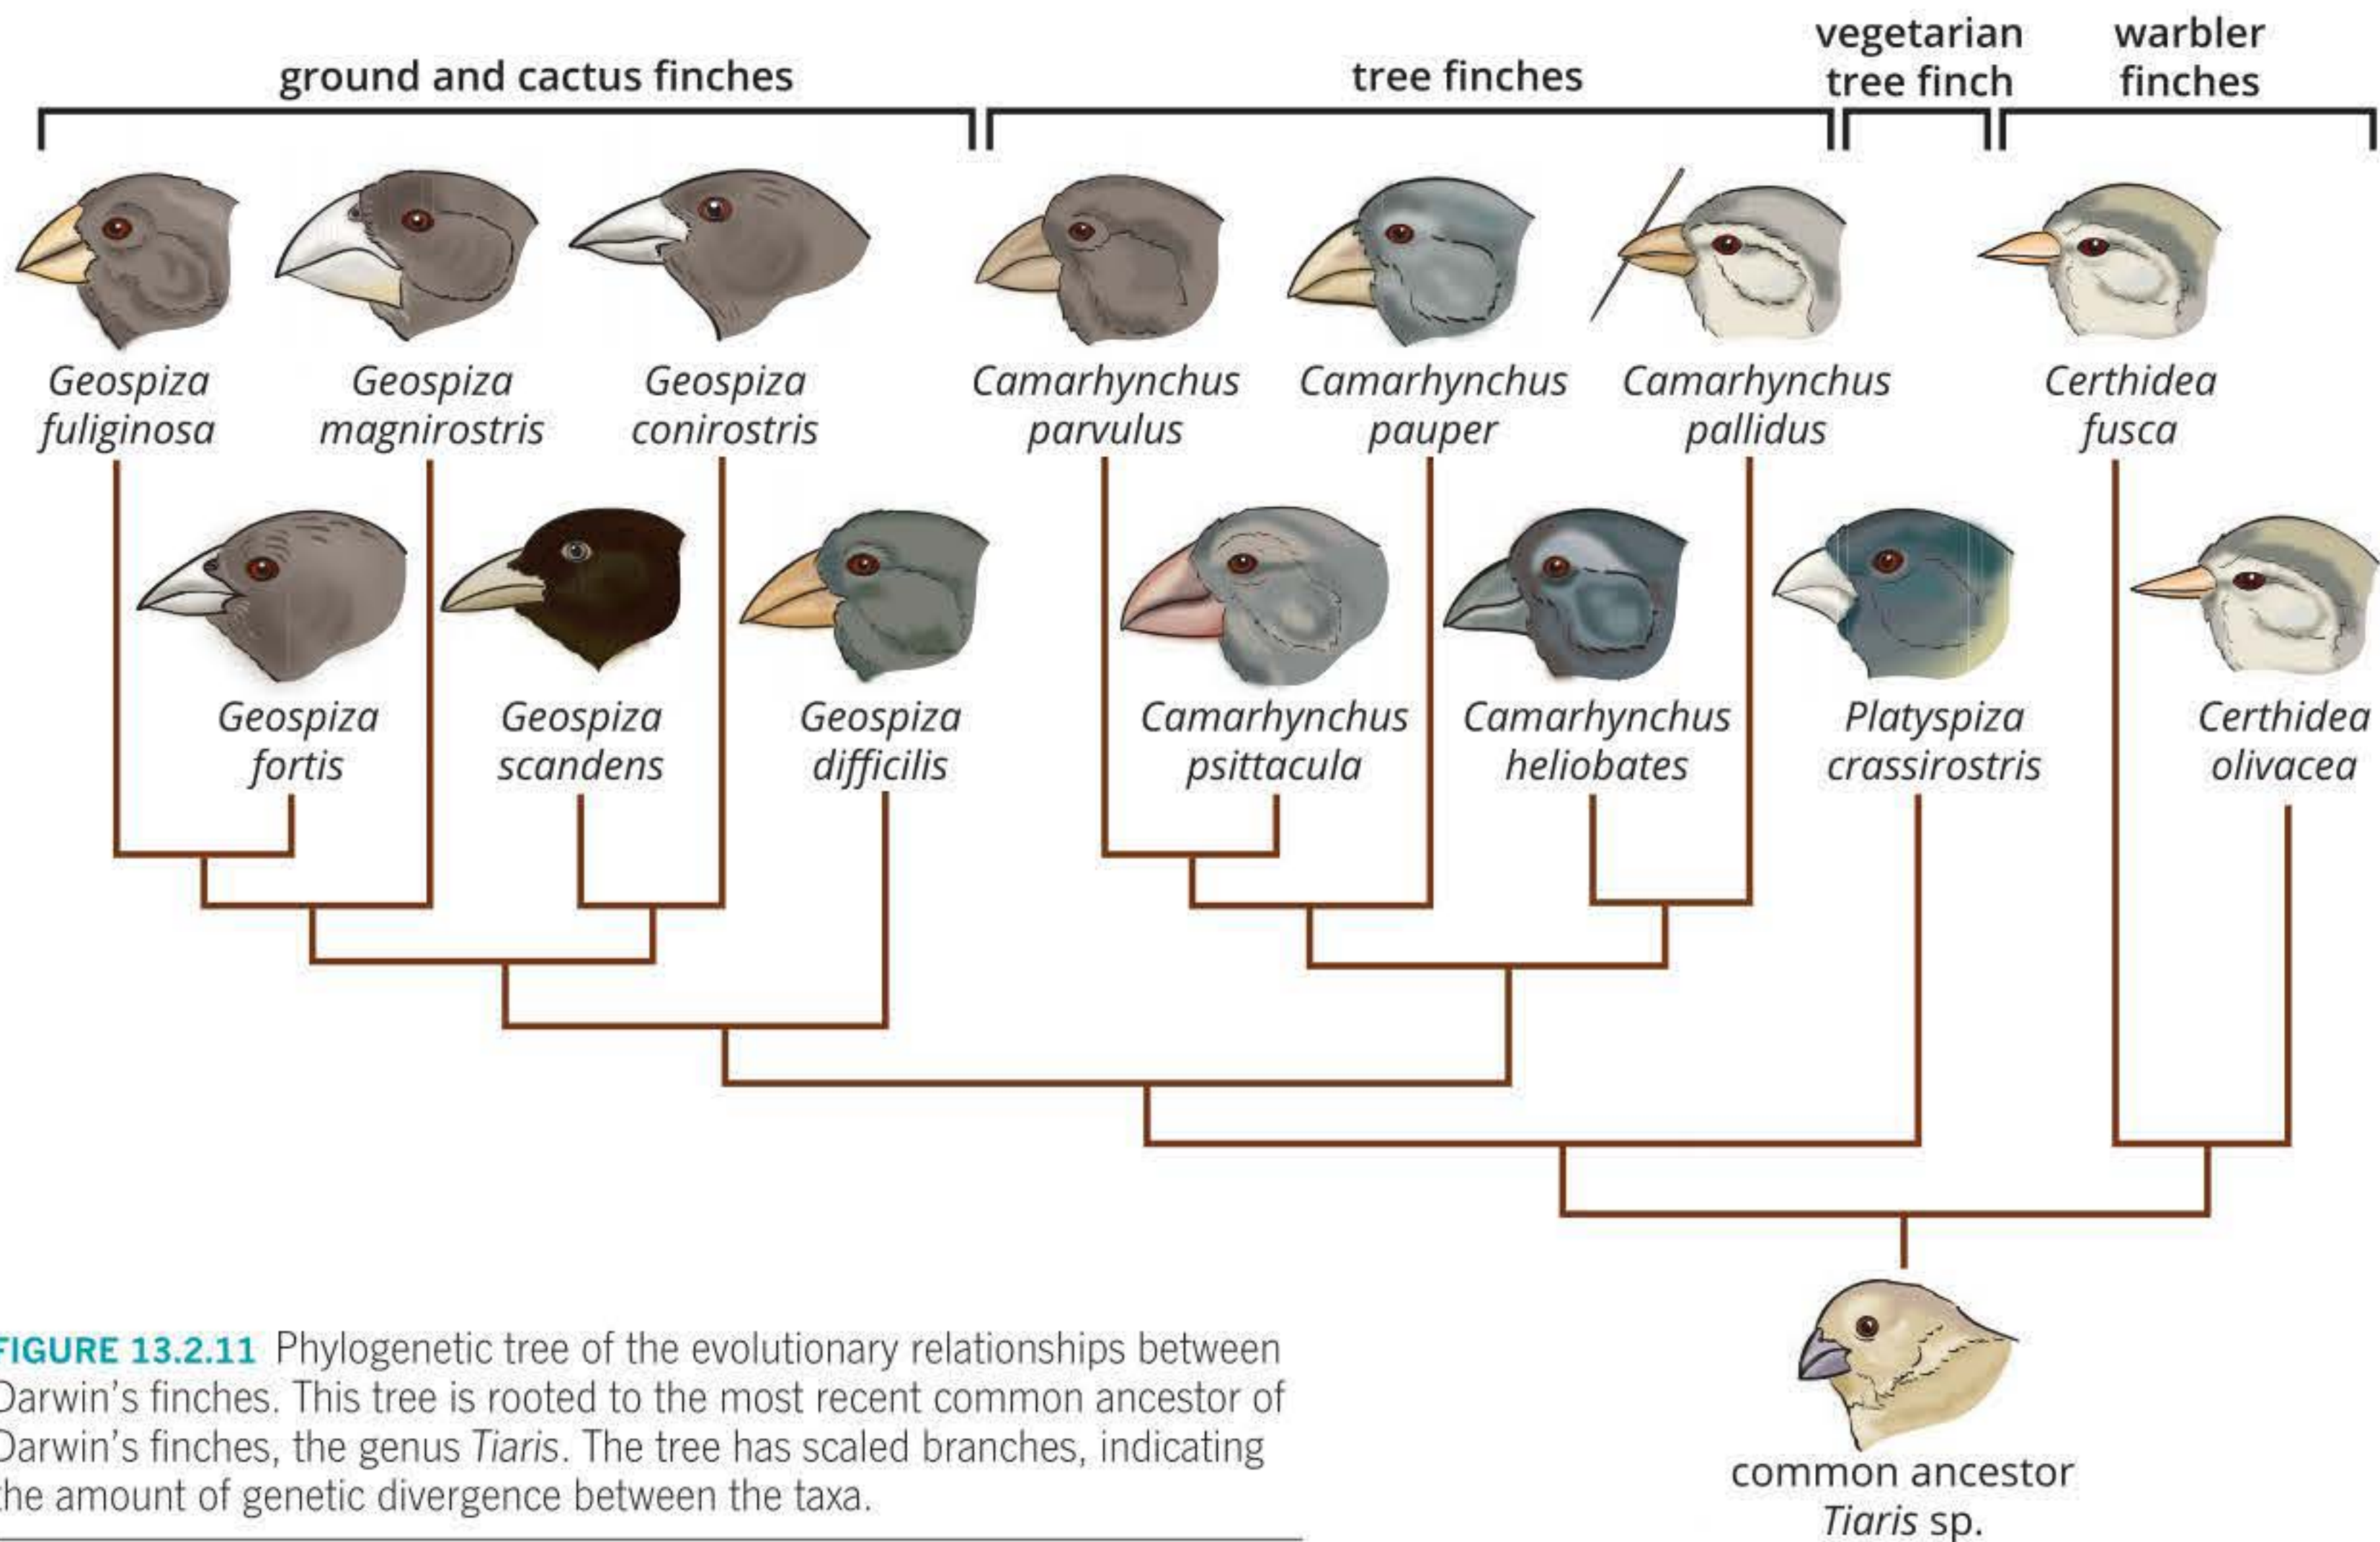 ground and cactus finches
tree finches
vegetarian
tree finch
warbler
finches
Geospiza
fuliginosa
Geospiza
magnirostris
Geospiza
conirostris
Camarhynchus
parvulus
Camarhynchus
pauper
Camarhynchus
pallidus
Certhidea
fusca
Geospiza
fortis
Geospiza
scandens
Geospiza
difficilis
Camarhynchus
psittacula
Camarhynchus
heliobates
Platyspiza
crassirostris
Certhidea
olivacea
FIGURE 13.2.11 Phylogenetic tree of the evolutionary relationships between
Darwin's finches. This tree is rooted to the most recent common ancestor of
Darwin's finches, the genus Tiaris. The tree has scaled branches, indicating
the amount of genetic divergence between the taxa.
common ancestor
Tiaris sp.